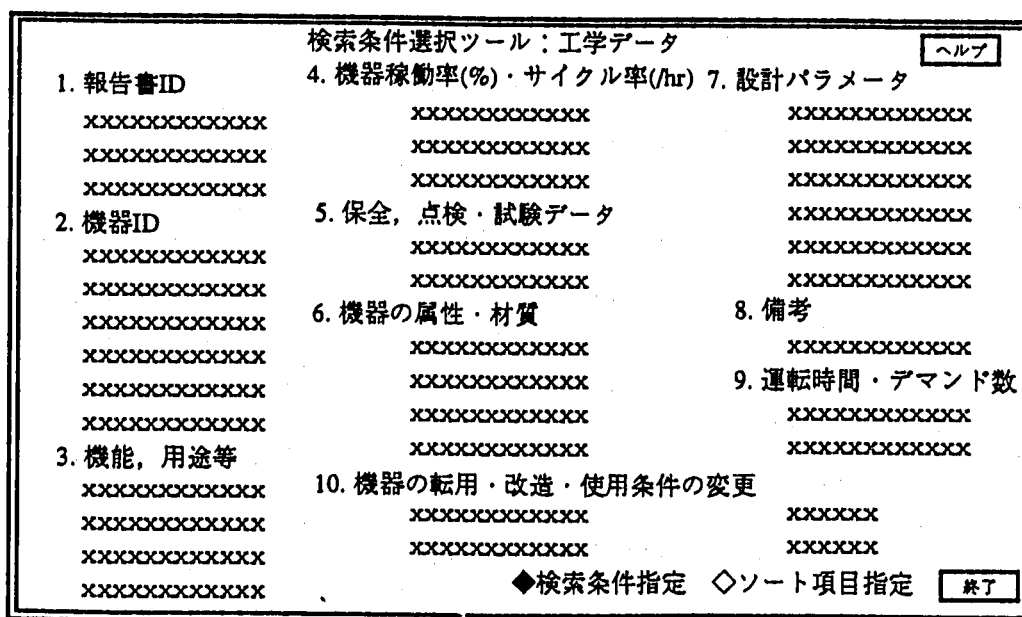 検索条件選択ツール：工学データ
ヘルプ
1. 報告書ID
xxxxxxxxxxxx
xxxxxxxxxxxx
xxxxxxxxxxxx
2. 機器ID
xxxxxxxxxxxx
xxxxxxxxxxxx
xxxxxxxxxxxx
xxxxxxxxxxxx
xxxxxxxxxxxx
xxxxxxxxxxxx
3. 機能，用途等
xxxxxxxxxxxx
xxxxxxxxxxxx
xxxxxxxxxxxx
xxxxxxxxxxxx
4. 機器稼働率(%)・サイクル率(/hr)
xxxxxxxxxxxx
xxxxxxxxxxxx
xxxxxxxxxxxx
5. 保全，点検・試験データ
xxxxxxxxxxxx
xxxxxxxxxxxx
6. 機器の属性・材質
xxxxxxxxxxxx
xxxxxxxxxxxx
xxxxxxxxxxxx
xxxxxxxxxxxx
7. 設計パラメータ
xxxxxxxxxxxx
xxxxxxxxxxxx
xxxxxxxxxxxx
xxxxxxxxxxxx
xxxxxxxxxxxx
xxxxxxxxxxxx
8. 備考
xxxxxxxxxxxx
9. 運転時間・デマンド数
xxxxxxxxxxxx
xxxxxxxxxxxx
10. 機器の転用・改造・使用条件の変更
xxxxxxxxxxxx xxxxxx
xxxxxxxxxxxx xxxxxx
◆検索条件指定 ◇ソート項目指定 終了